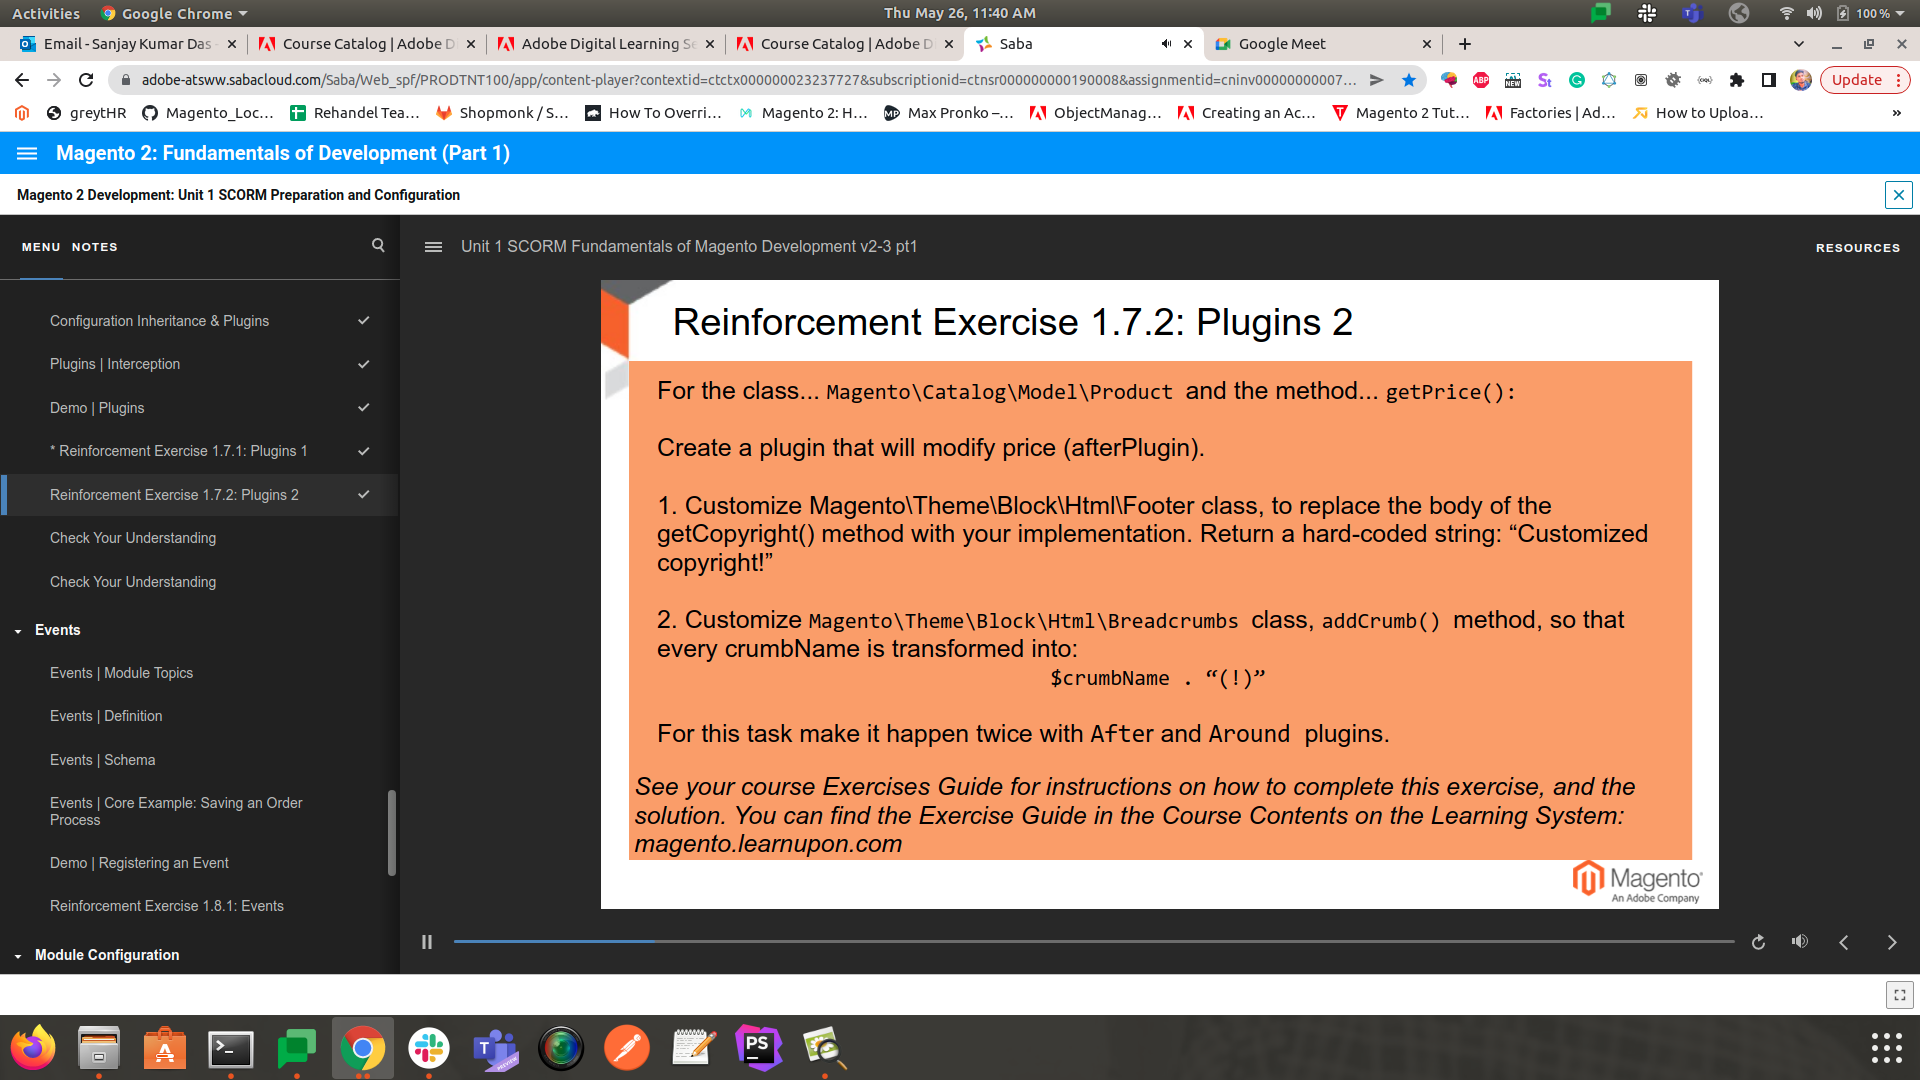 Activities Google Chrome Thu May 26, 11:40 AM 100 %
Email - Sanjay Kumar Das - Course Catalog | Adobe D Adobe Digital Learning Se Course Catalog | Adobe D Saba Google Meet
adobe-atsww.sabacloud.com/Saba/Web_spf/PRODTNT100/app/content-player?contextid=ctctx000000023237727&subscriptionid=ctnsr000000000190008&assignmentid=cninv00000000007... Update
greytHR Magento_Loc... Rehandel Tea... Shopmonk / S... How To Overri... Magento 2: H... Max Pronko –... ObjectManag... Creating an Ac... Magento 2 Tut... Factories | Ad... How to Uploa... »
Magento 2: Fundamentals of Development (Part 1)
Magento 2 Development: Unit 1 SCORM Preparation and Configuration
MENU NOTES
Unit 1 SCORM Fundamentals of Magento Development v2-3 pt1
RESOURCES
Configuration Inheritance & Plugins
Plugins | Interception
Demo | Plugins
* Reinforcement Exercise 1.7.1: Plugins 1
Reinforcement Exercise 1.7.2: Plugins 2
Check Your Understanding
Check Your Understanding
Events
Events | Module Topics
Events | Definition
Events | Schema
Events | Core Example: Saving an Order
Process
Demo | Registering an Event
Reinforcement Exercise 1.8.1: Events
Module Configuration
Reinforcement Exercise 1.7.2: Plugins 2
For the class... Magento\Catalog\Model\Product and the method... getPrice():
Create a plugin that will modify price (afterPlugin).
1. Customize Magento\Theme\Block\Html\Footer class, to replace the body of the
getCopyright() method with your implementation. Return a hard-coded string: “Customized
copyright!”
2. Customize Magento\Theme\Block\Html\Breadcrumbs class, addCrumb() method, so that
every crumbName is transformed into:
$crumbName . “(!)”
For this task make it happen twice with After and Around plugins.
See your course Exercises Guide for instructions on how to complete this exercise, and the
solution. You can find the Exercise Guide in the Course Contents on the Learning System:
magento.learnupon.com
Magento
An Adobe Company